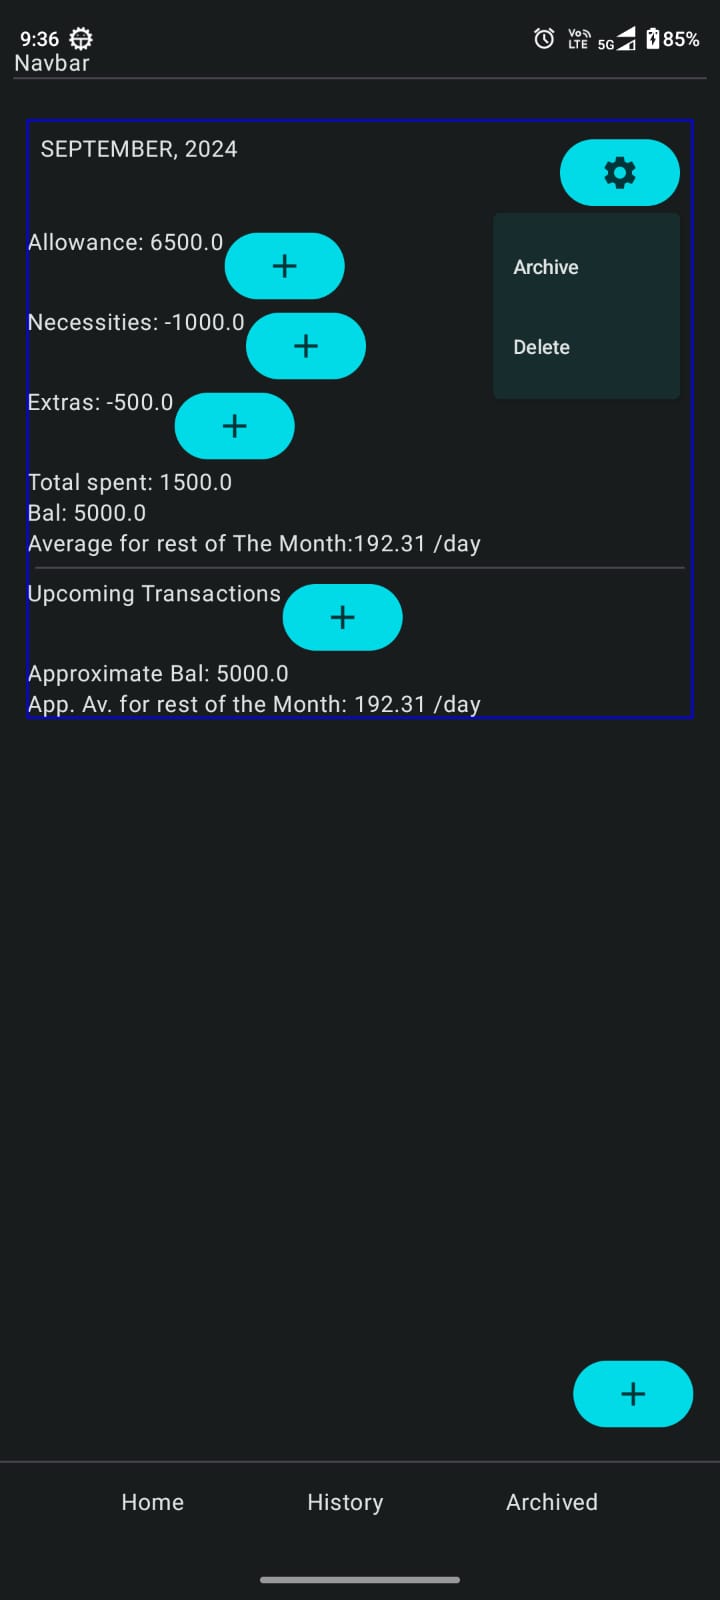 9:36
Vo LTE 5G 85%
Navbar
SEPTEMBER, 2024
Allowance: 6500.0
Archive
Necessities: -1000.0
Delete
Extras: -500.0
Total spent: 1500.0
Bal: 5000.0
Average for rest of The Month:192.31 /day
Upcoming Transactions
Approximate Bal: 5000.0
App. Av. for rest of the Month: 192.31 /day
Home History Archived